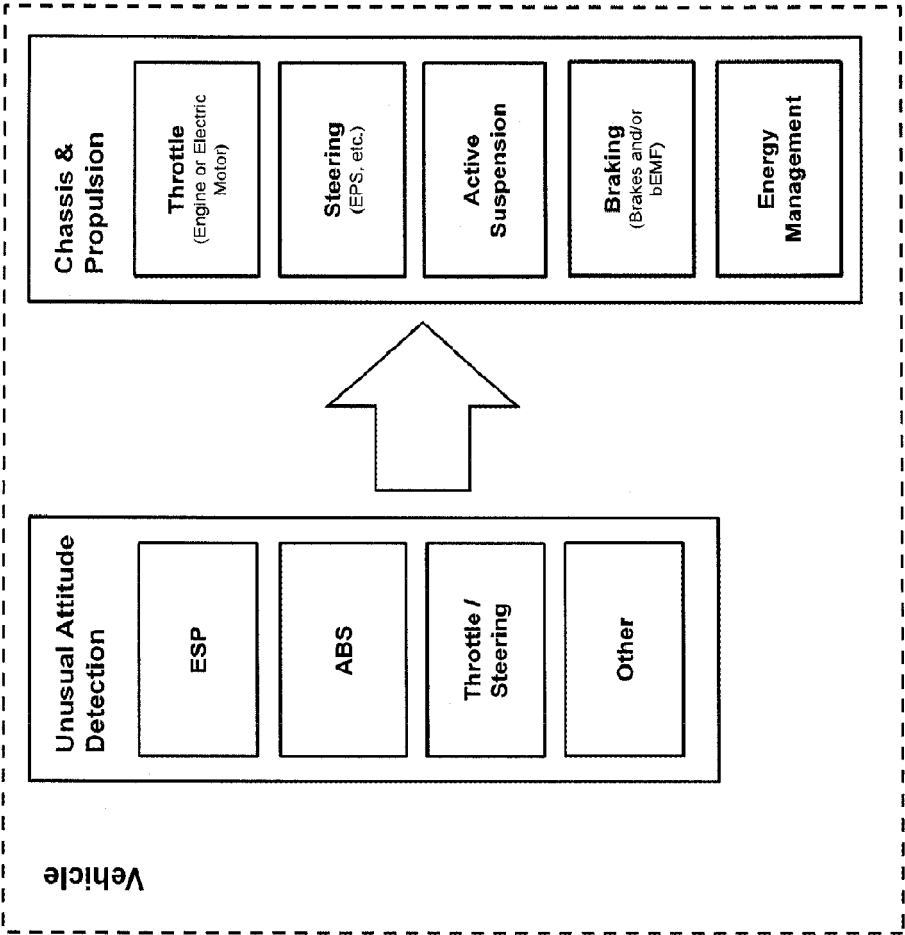 Vehicle
Unusual Attitude
Detection
ESP
ABS
Throttle /
Steering
Other
Chassis &
Propulsion
Throttle
(Engine or Electric
Motor)
Steering
(EPS, etc.)
Active
Suspension
Braking
(Brakes and/or
bEMF)
Energy
Management